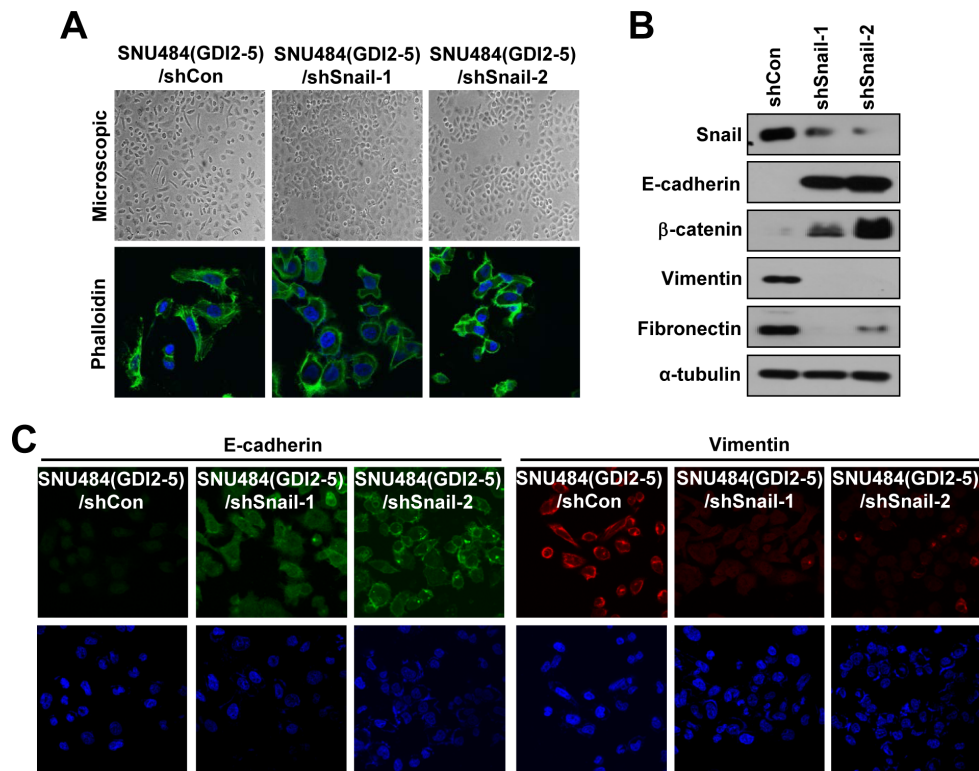 A
SNU484(GDI2-5)
/shCon
SNU484(GDI2-5)
/shSnail-1
SNU484(GDI2-5)
/shSnail-2
Microscopic
Phalloidin
B
shCon
shSnail-1
shSnail-2
Snail
E-cadherin
β-catenin
Vimentin
Fibronectin
α-tubulin
C
E-cadherin
Vimentin
SNU484(GDI2-5)
/shCon
SNU484(GDI2-5)
/shSnail-1
SNU484(GDI2-5)
/shSnail-2
SNU484(GDI2-5)
/shCon
SNU484(GDI2-5)
/shSnail-1
SNU484(GDI2-5)
/shSnail-2